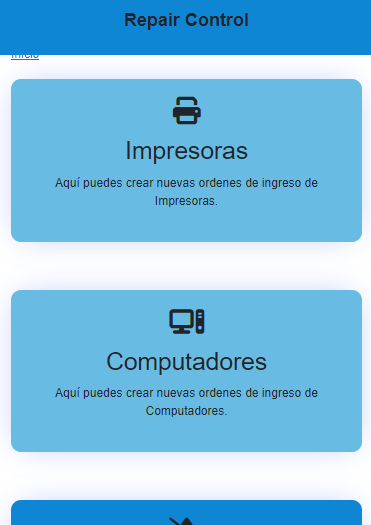 Repair Control
Inicio
Impresoras
Aquí puedes crear nuevas ordenes de ingreso de
Impresoras.
Computadores
Aquí puedes crear nuevas ordenes de ingreso de
Computadores.